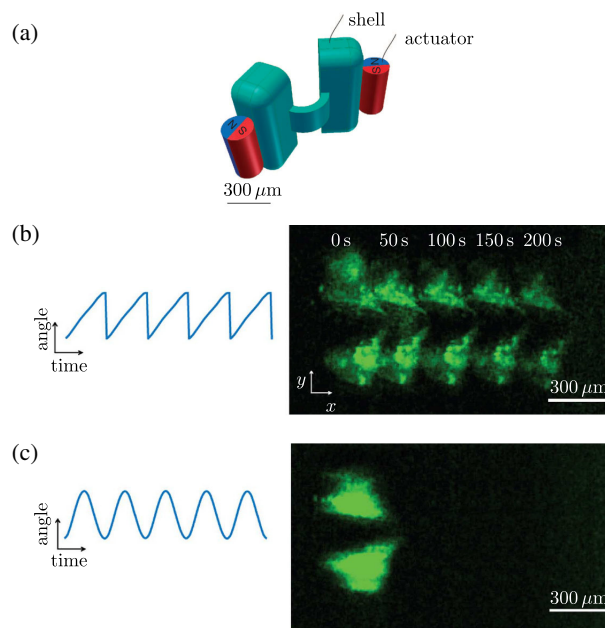 (a)
shell
actuator
N
S
N
S
300 μm
(b)
0 s 50 s 100 s 150 s 200 s
angle
time
y
x
300 μm
(c)
angle
time
300 μm